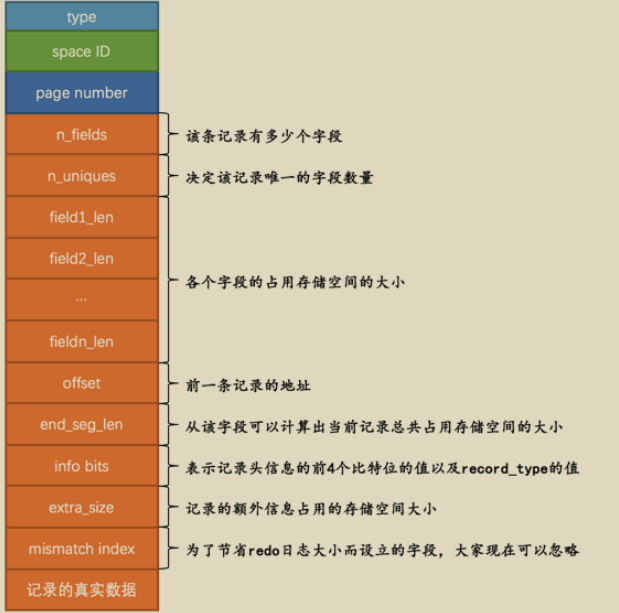 type
space ID
page number
n_fields
该条记录有多少个字段
n_uniques
决定该记录唯一的字段数量
field1_len
field2_len
...
fieldn_len
各个字段的占用存储空间的大小
offset
前一条记录的地址
end_seg_len
从该字段可以计算出当前记录总共占用存储空间的大小
info bits
表示记录头信息的前4个比特位的值以及record_type的值
extra_size
记录的额外信息占用的存储空间大小
mismatch index
为了节省redo日志大小而设立的字段，大家现在可以忽略
记录的真实数据